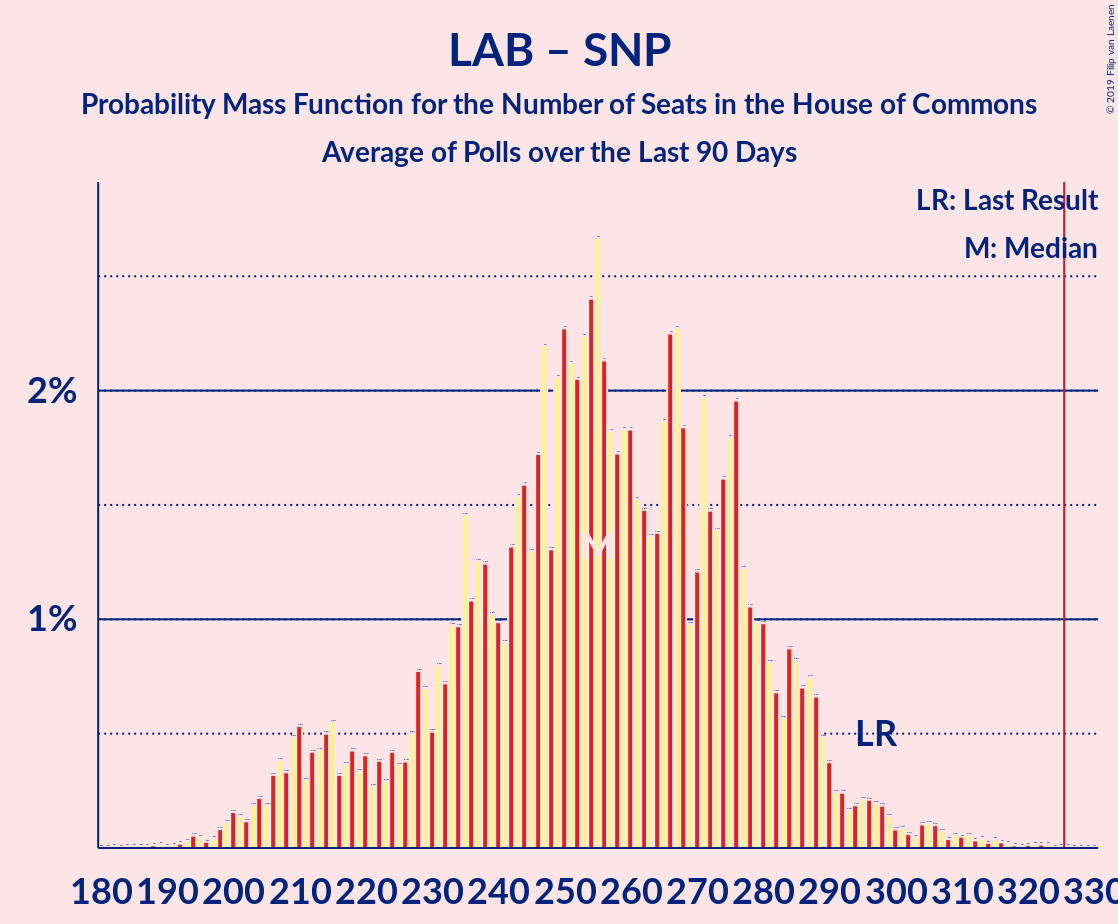 LAB – SNP
Probability Mass Function for the Number of Seats in the House of Commons
Average of Polls over the Last 90 Days
© 2019 Filip van Laenen
LR: Last Result
M: Median
2%
1%
M
LR
180 190 200 210 220 230 240 250 260 270 280 290 300 310 320 330